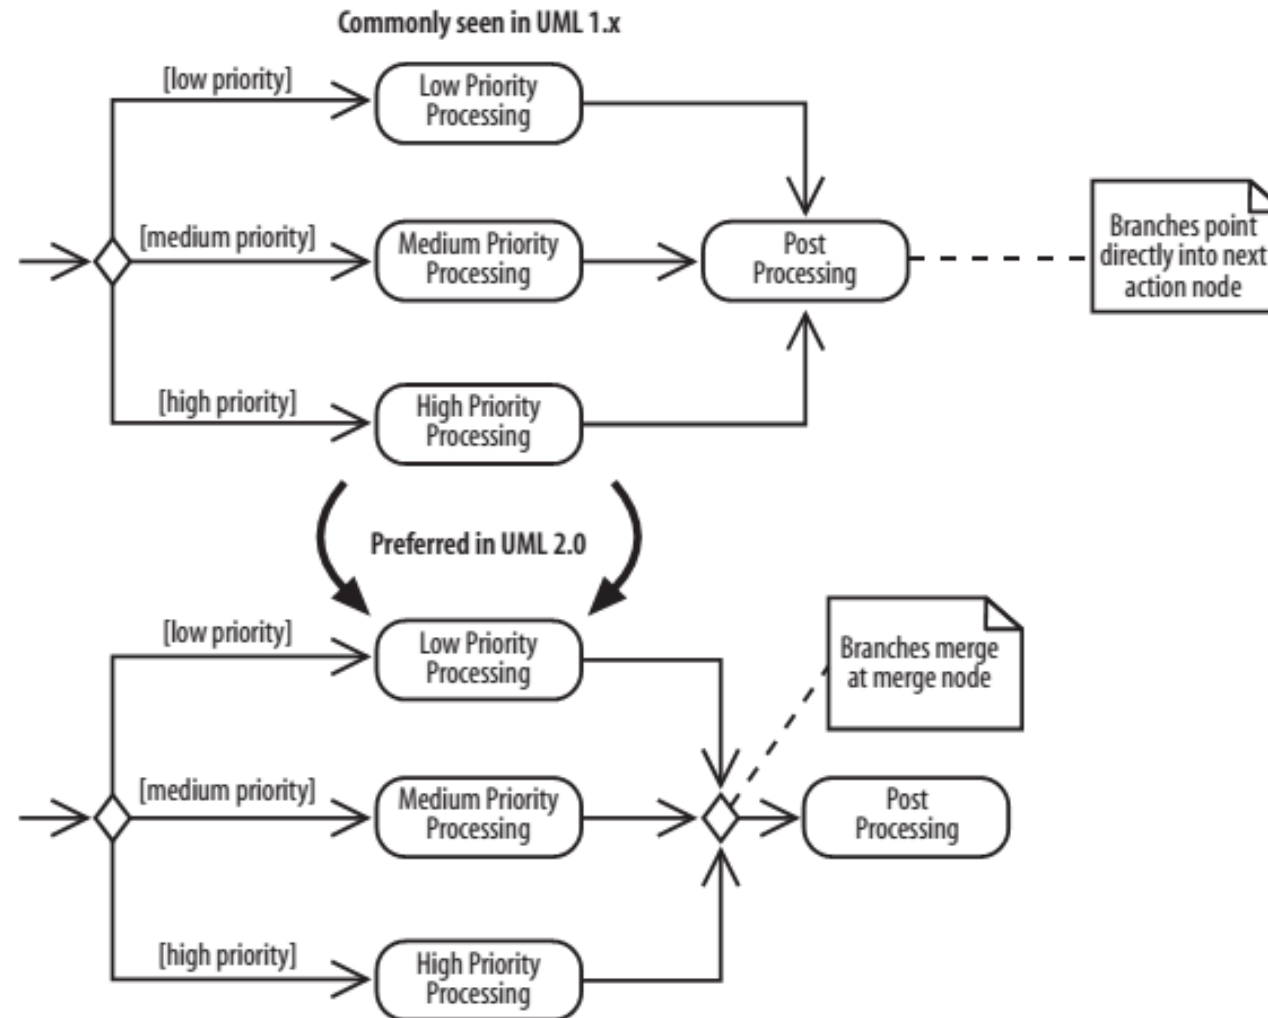 Commonly seen in UML 1.x
[low priority]
Low Priority
Processing
[medium priority]
Medium Priority
Processing
Post
Processing
Branches point
directly into next
action node
[high priority]
High Priority
Processing
Preferred in UML 2.0
[low priority]
Low Priority
Processing
Branches merge
at merge node
[medium priority]
Medium Priority
Processing
Post
Processing
[high priority]
High Priority
Processing